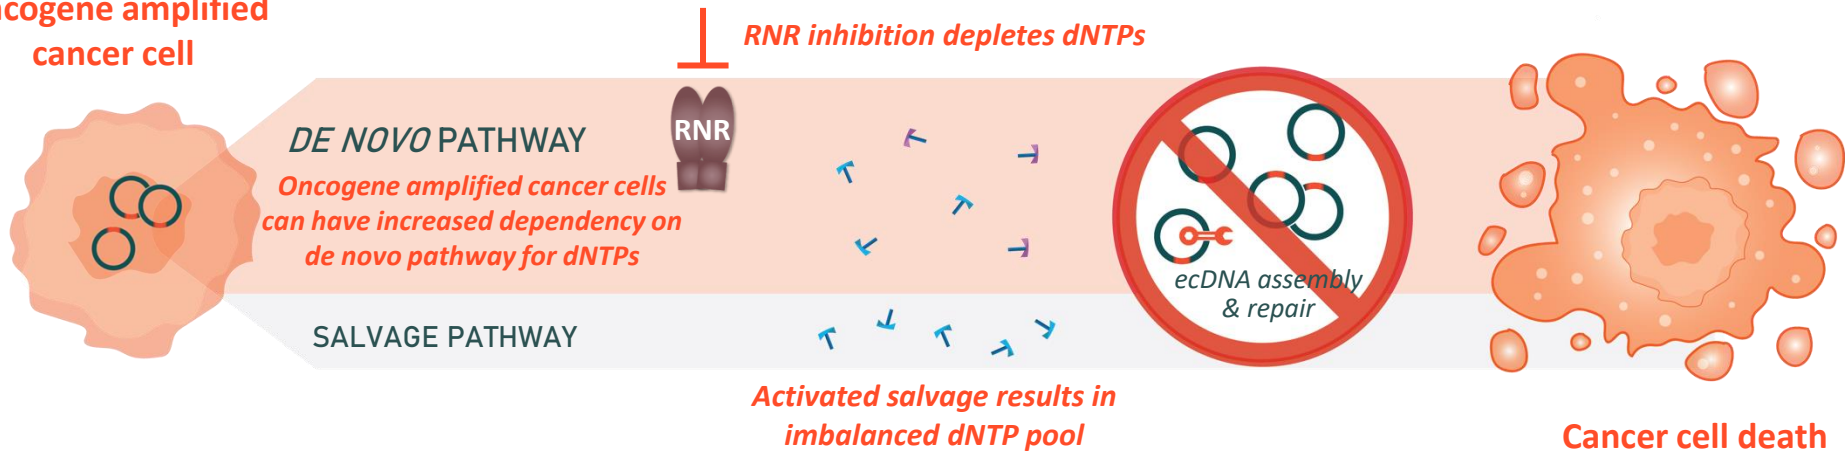 amplified
cancer cell
RNR inhibition depletes dNTPs
DE NOVO PATHWAY
RNR
Oncogene amplified cancer cells
can have increased dependency on
de novo pathway for dNTPs
SALVAGE PATHWAY
Activated salvage results in
imbalanced dNTP pool
ecDNA assembly
& repair
Cancer cell death